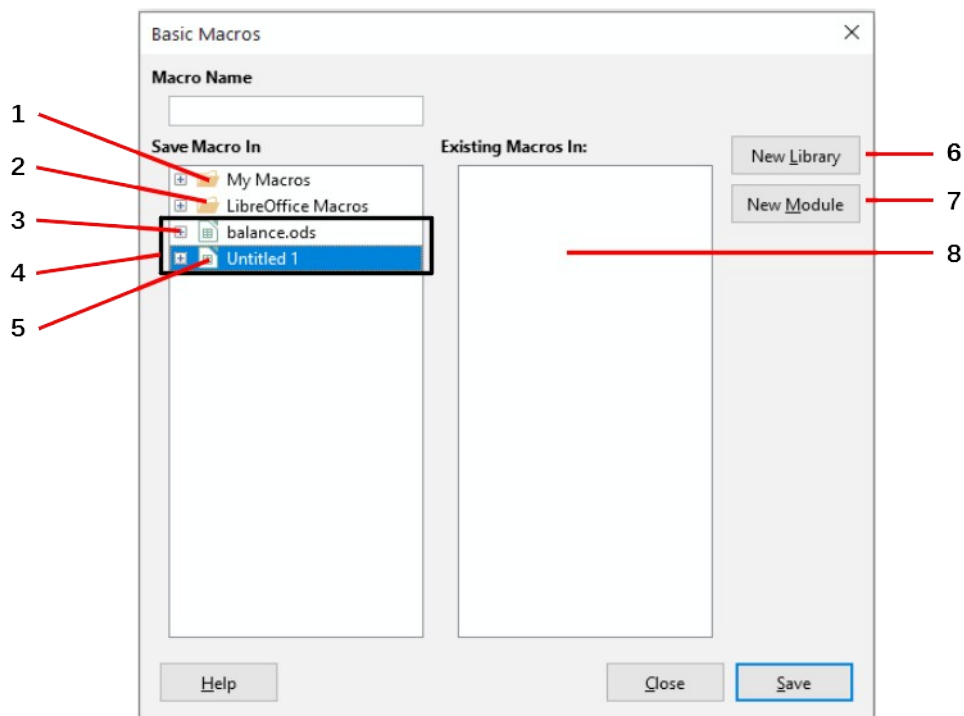 Basic Macros
Macro Name
1
Save Macro In
Existing Macros In:
New Library
6
2
My Macros
LibreOffice Macros
New Module
7
3
balance.ods
4
Untitled 1
8
5
Help
Close
Save